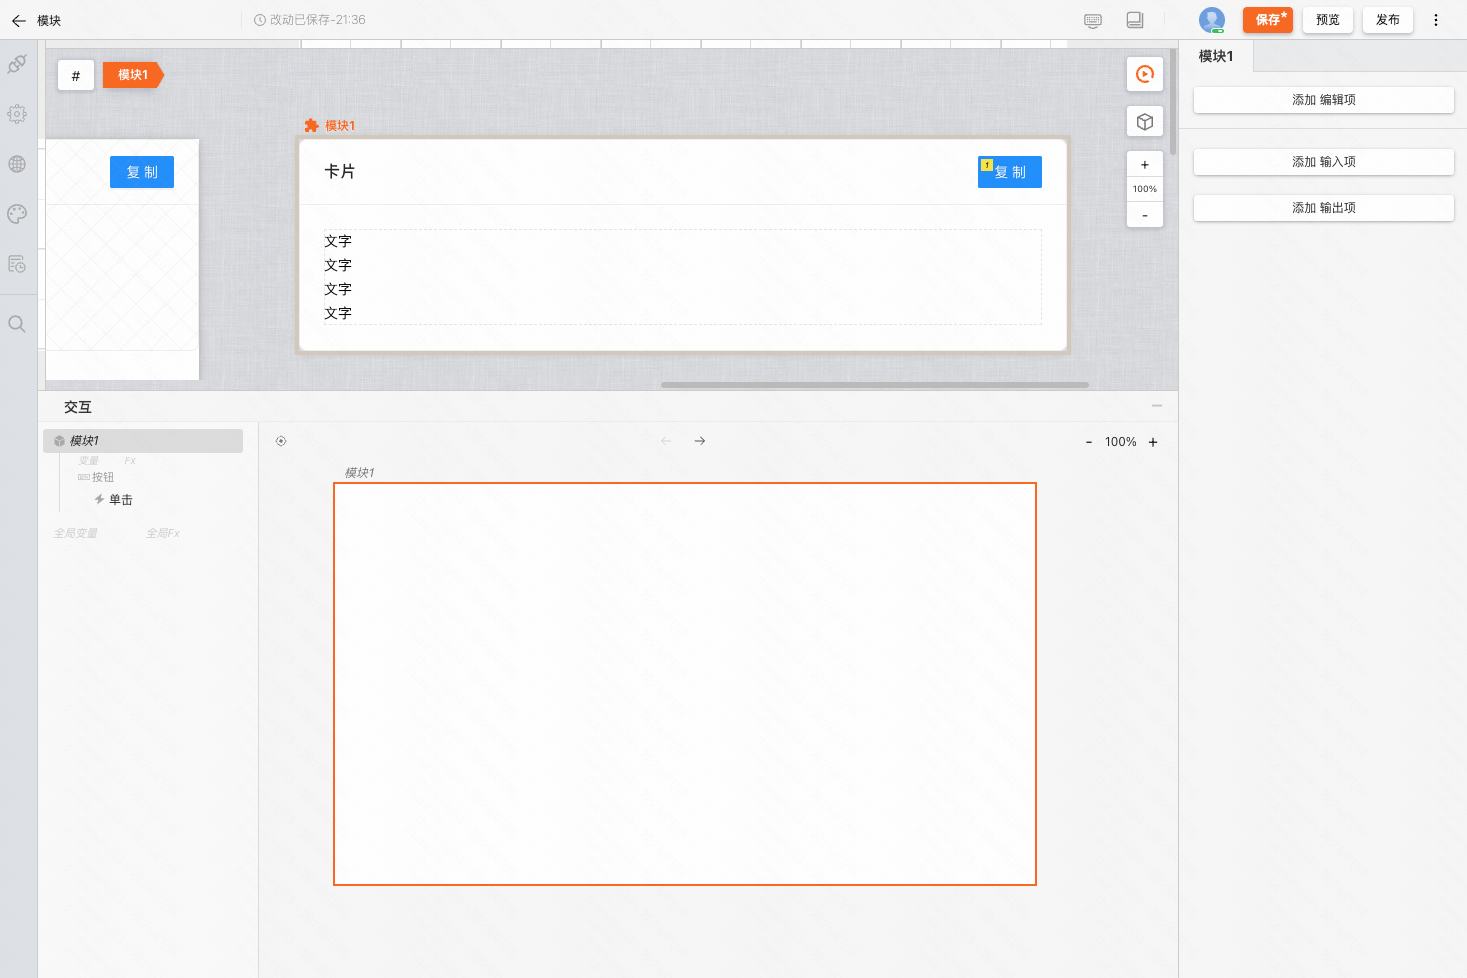 模块
改动已保存-21:36
保存*
预览
发布
#
模块1
模块1
复 制
卡片
1
复 制
文字
文字
文字
文字
+
100%
-
模块1
添加 编辑项
添加 输入项
添加 输出项
交互
模块1
变量 Fx
按钮
单击
全局变量 全局Fx
- 100% +
模块1